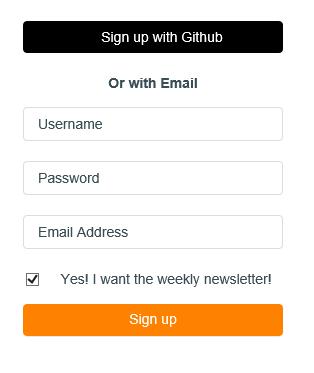 Sign up with Github
Or with Email
Username
Password
Email Address
Yes! I want the weekly newsletter!
Sign up